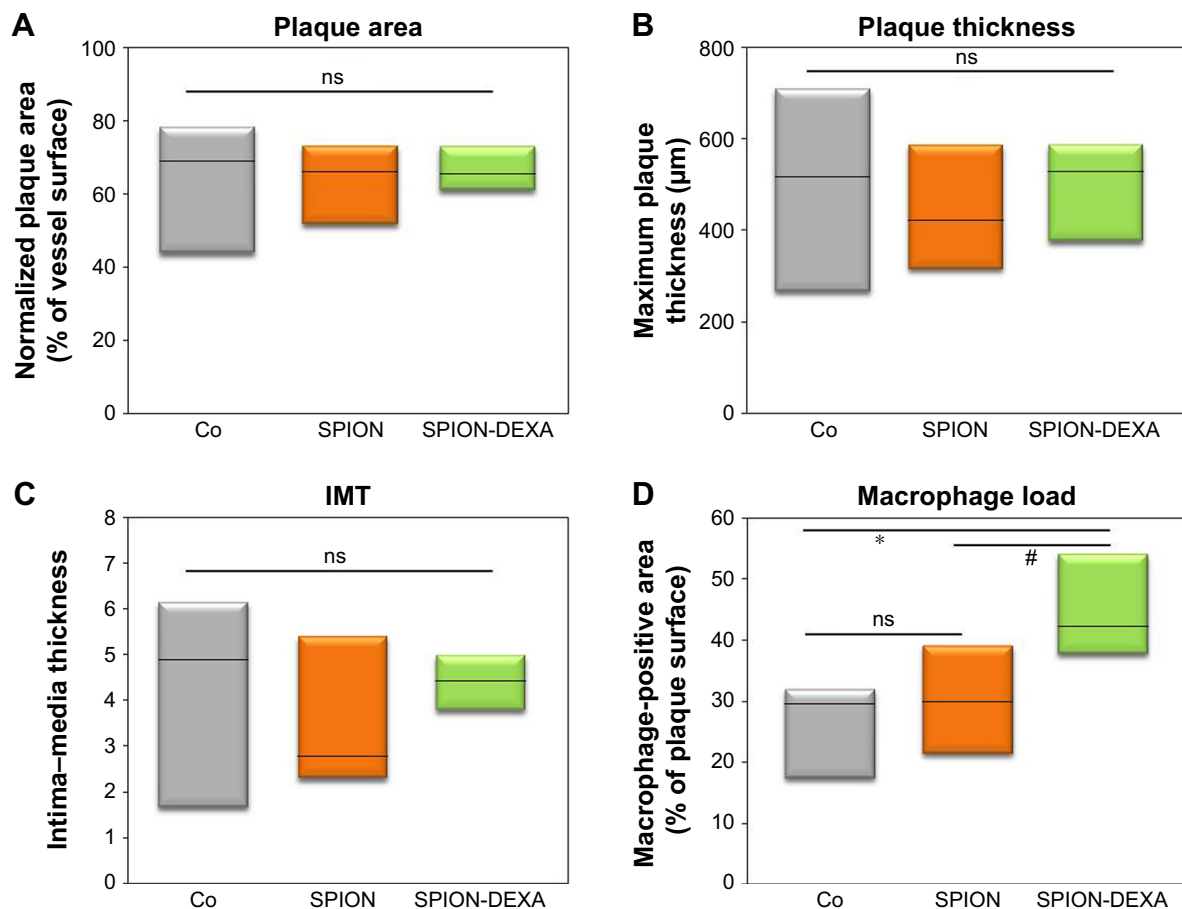 A
Plaque area
Normalized plaque area
(% of vessel surface)
100
80
60
40
20
0
ns
Co
SPION
SPION-DEXA
B
Plaque thickness
Maximum plaque
thickness (µm)
800
600
400
200
0
ns
Co
SPION
SPION-DEXA
C
IMT
Intima–media thickness
8
7
6
5
4
3
2
1
0
ns
Co
SPION
SPION-DEXA
D
Macrophage load
Macrophage-positive area
(% of plaque surface)
60
50
40
30
20
10
0
*
#
ns
Co
SPION
SPION-DEXA